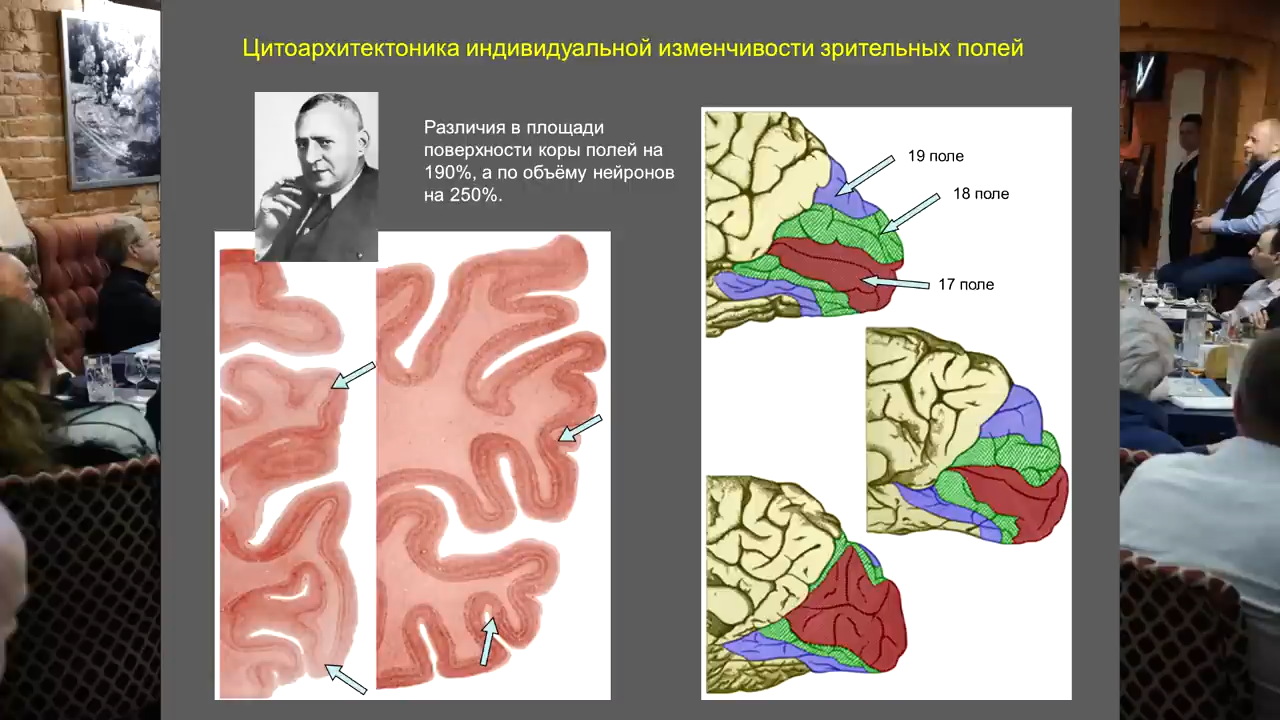 Цитоархитектоника индивидуальной изменчивости зрительных полей
Различия в площади
поверхности коры полей на
190%, а по объёму нейронов
на 250%.
19 поле
18 поле
17 поле